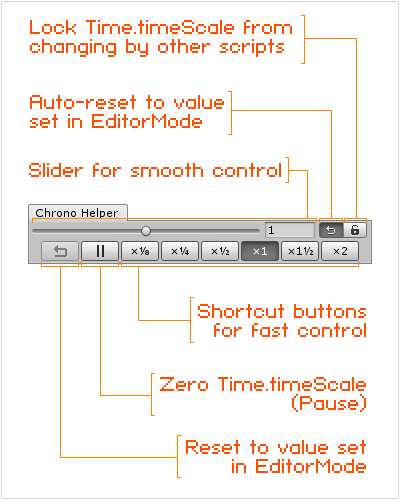 Lock Time.timeScale from
changing by other scripts
Auto-reset to value
set in EditorMode
Slider for smooth control
Chrono Helper
1
×⅛ ×¼ ×½ ×1 ×1½ ×2
Shortcut buttons
for fast control
Zero Time.timeScale
(Pause)
Reset to value set
in EditorMode